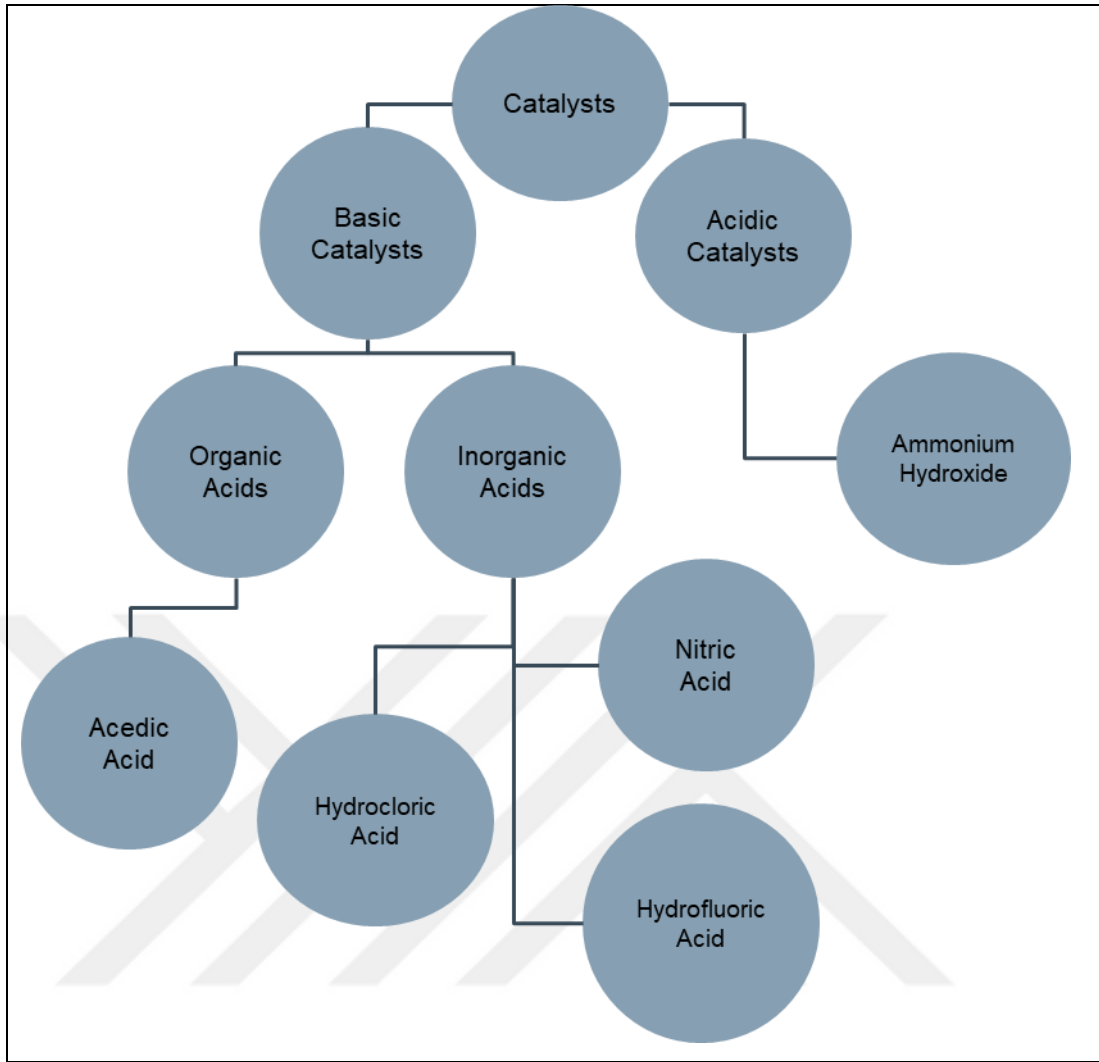 Catalysts
Basic
Catalysts
Acidic
Catalysts
Organic
Acids
Inorganic
Acids
Ammonium
Hydroxide
Acedic
Acid
Hydrocloric
Acid
Nitric
Acid
Hydrofluoric
Acid